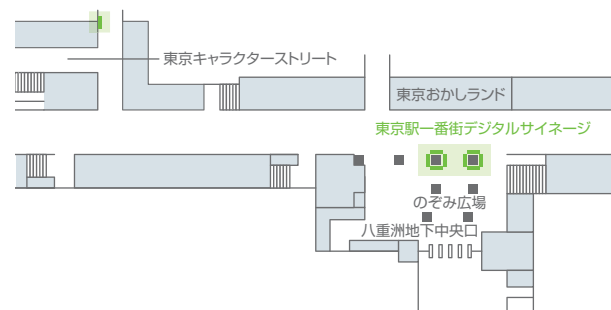 東京キャラクターストリート
東京おかしランド
東京駅一番街デジタルサイネージ
のぞみ広場
八重洲地下中央口